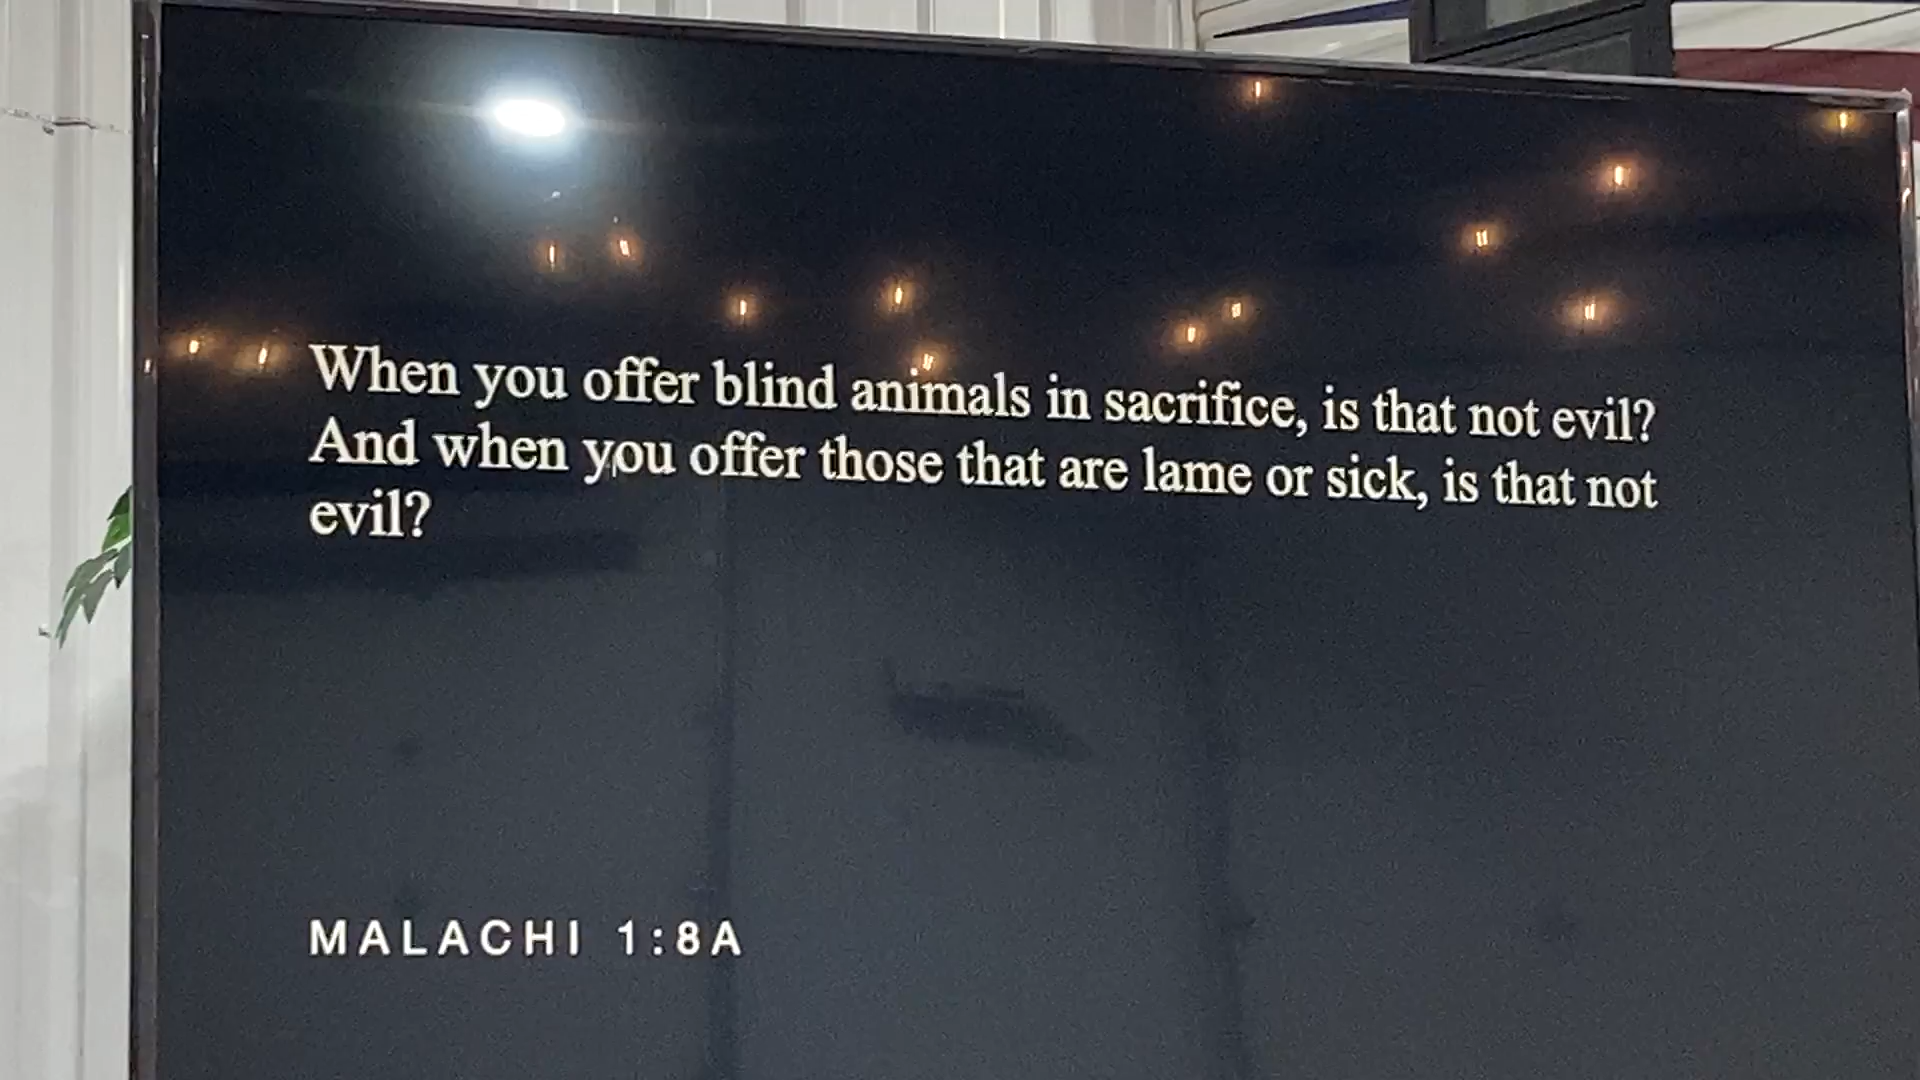 When you offer blind animals in sacrifice, is that not evil?
And when you offer those that are lame or sick, is that not
evil?
MALACHI 1:8A